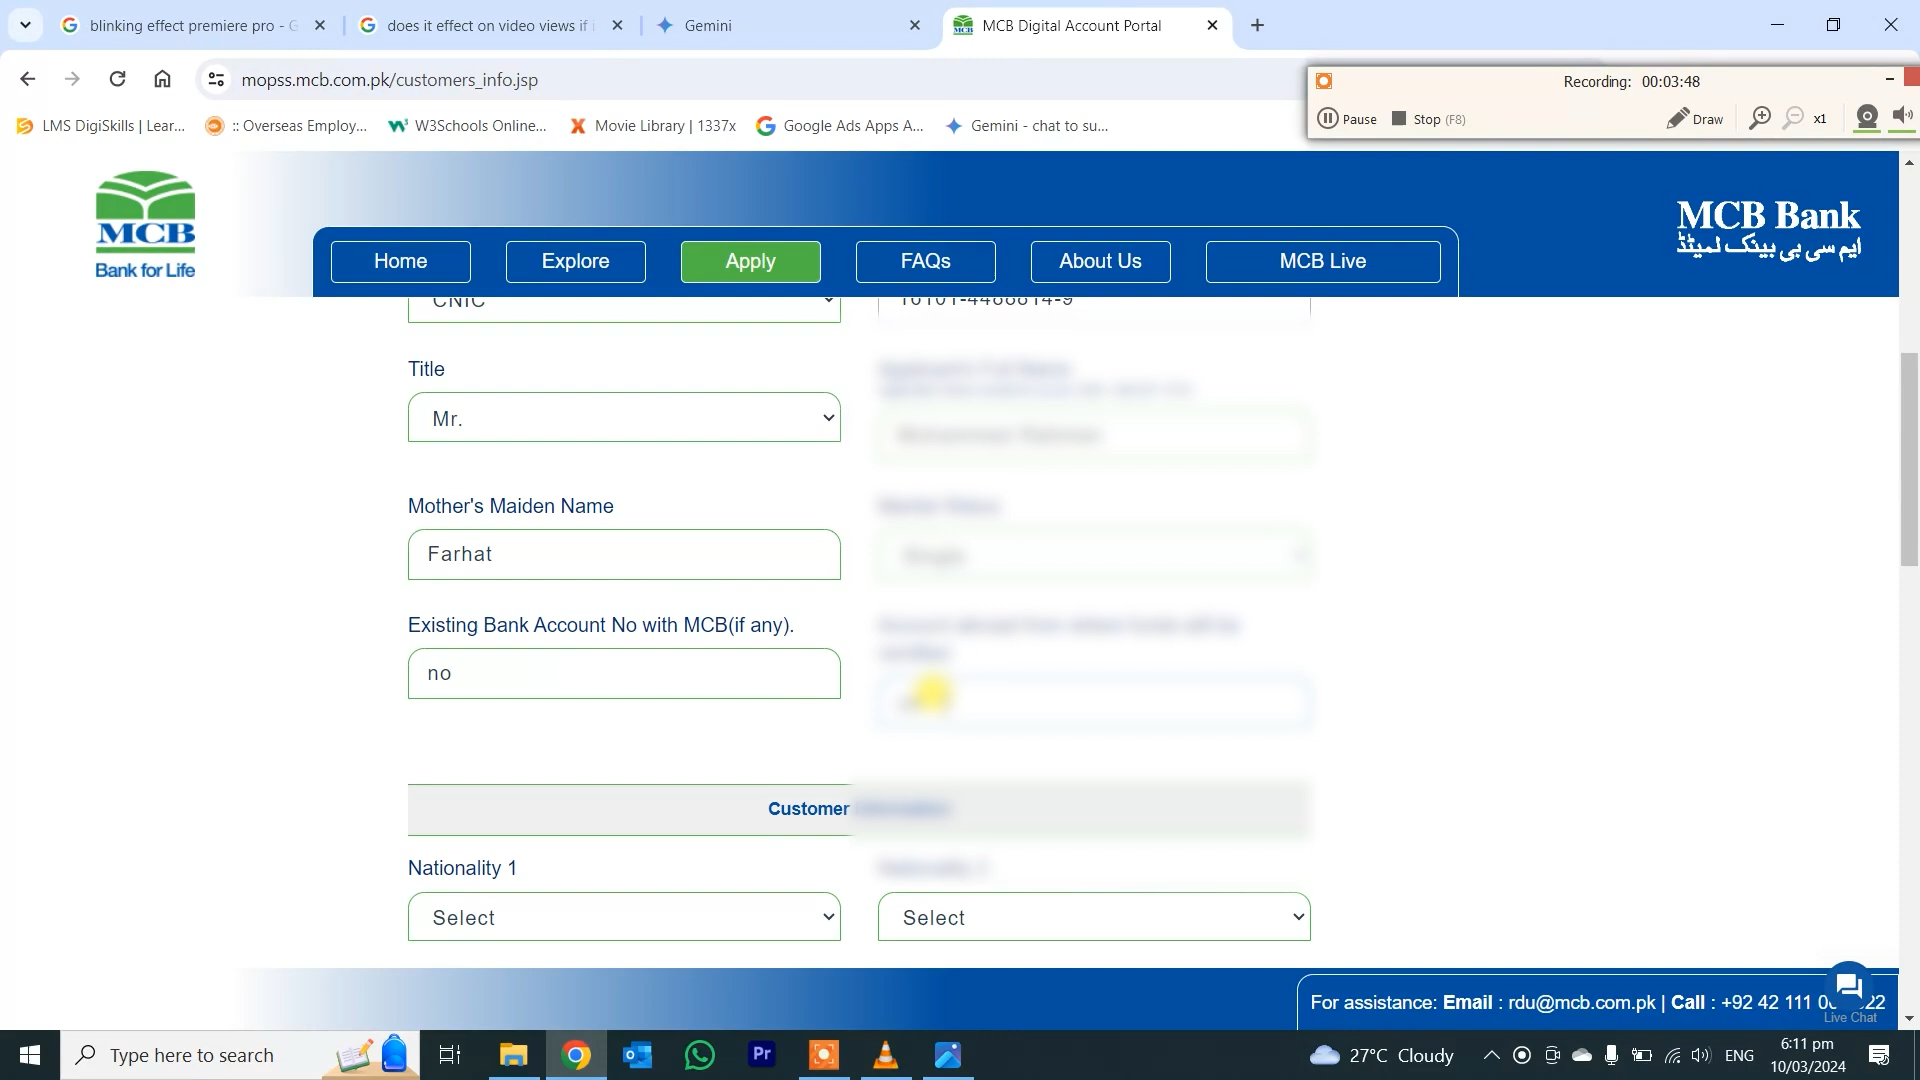 blinking effect premiere pro - G
does it effect on video views if i
Gemini
MCB Digital Account Portal
mopss.mcb.com.pk/customers_info.jsp
Recording: 00:03:48
LMS DigiSkills | Lear...
:: Overseas Employ...
W3Schools Online...
Movie Library | 1337x
Google Ads Apps A...
Gemini - chat to su...
Pause
Stop (F8)
Draw
x1
MCB
Bank for Life
Home
Explore
Apply
FAQs
About Us
MCB Live
MCB Bank
ایم سی بی بینک لمیٹڈ
CNIC
Title
Mr.
Mother's Maiden Name
Farhat
Existing Bank Account No with MCB(if any).
no
Customer
Nationality 1
Select
Select
For assistance: Email : rdu@mcb.com.pk | Call : +92 42 111 0
22
Live Chat
Type here to search
27°C Cloudy
ENG
6:11 pm
10/03/2024